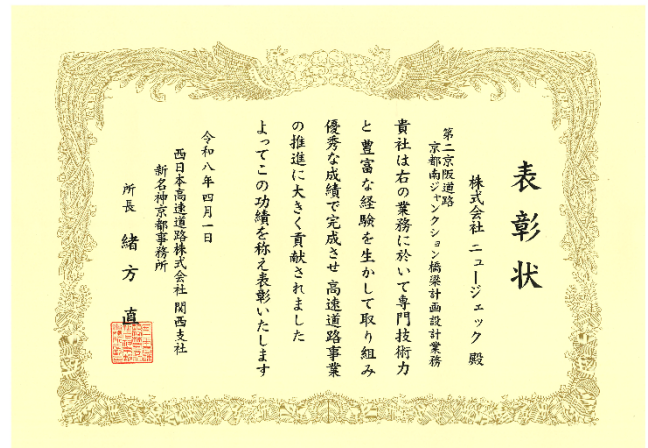 表彰状
株式会社 ニュージェック 殿
第二京阪道路
京都南ジャンクション橋梁計画設計業務
貴社は右の業務に於いて専門技術力
と豊富な経験を生かして取り組み
優秀な成績で完成させ 高速道路事業
の推進に大きく貢献されました
よってこの功績を称え表彰いたします
令和八年四月一日
西日本高速道路株式会社 関西支社
新名神京都事務所
所長 緒方 直